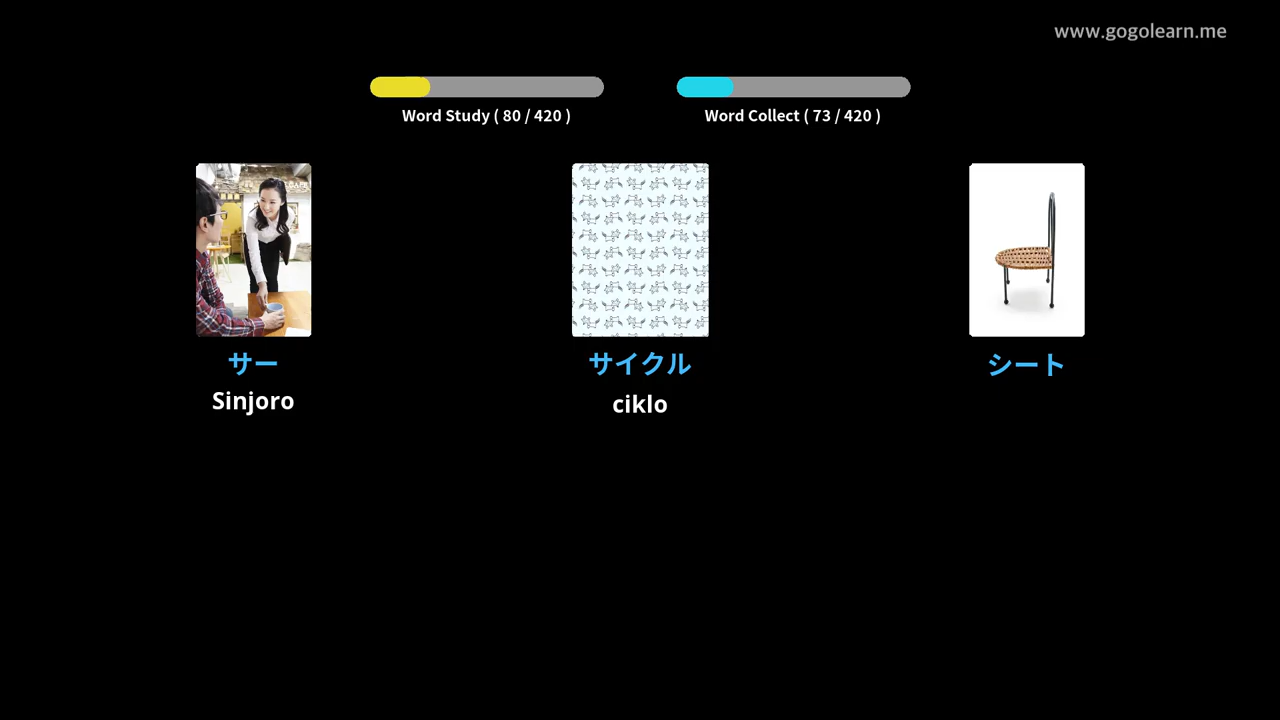 www.gogolearn.me
Word Study ( 80 / 420 )
Word Collect ( 73 / 420 )
サー
サイクル
シート
Sinjoro
ciklo